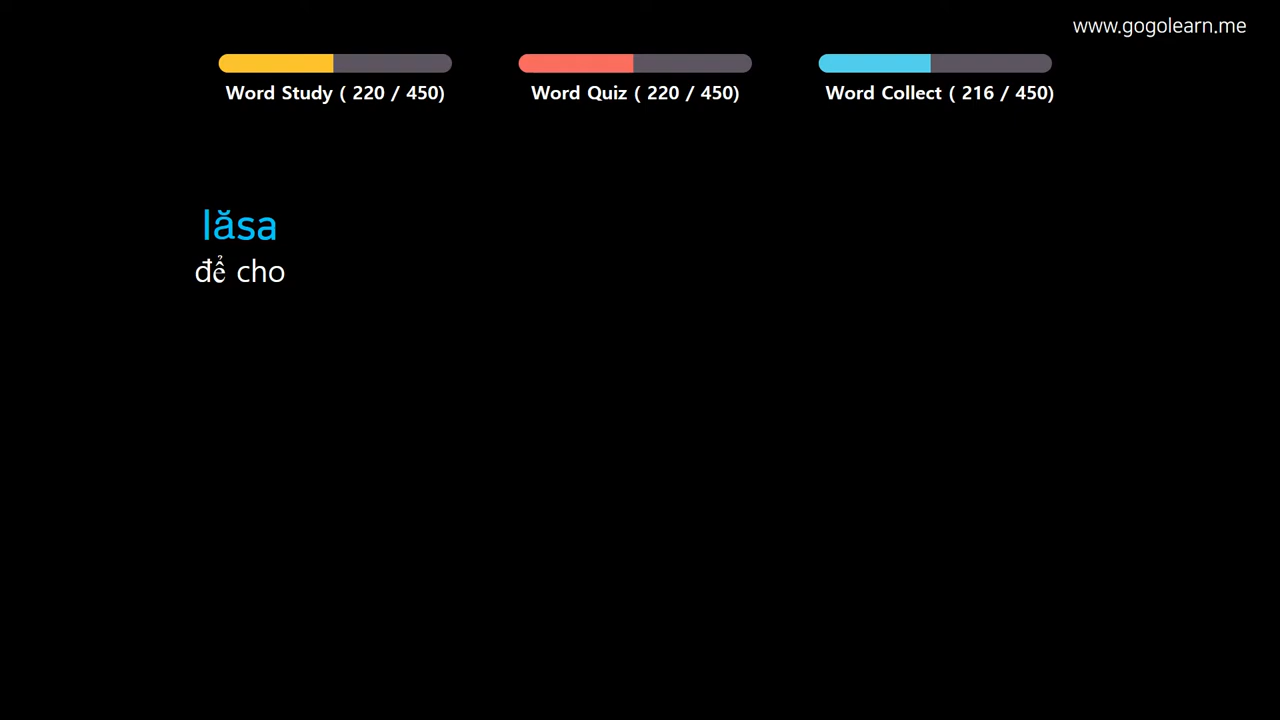 www.gogolearn.me
Word Study ( 220 / 450)
Word Quiz ( 220 / 450)
Word Collect ( 216 / 450)
lăsa
để cho